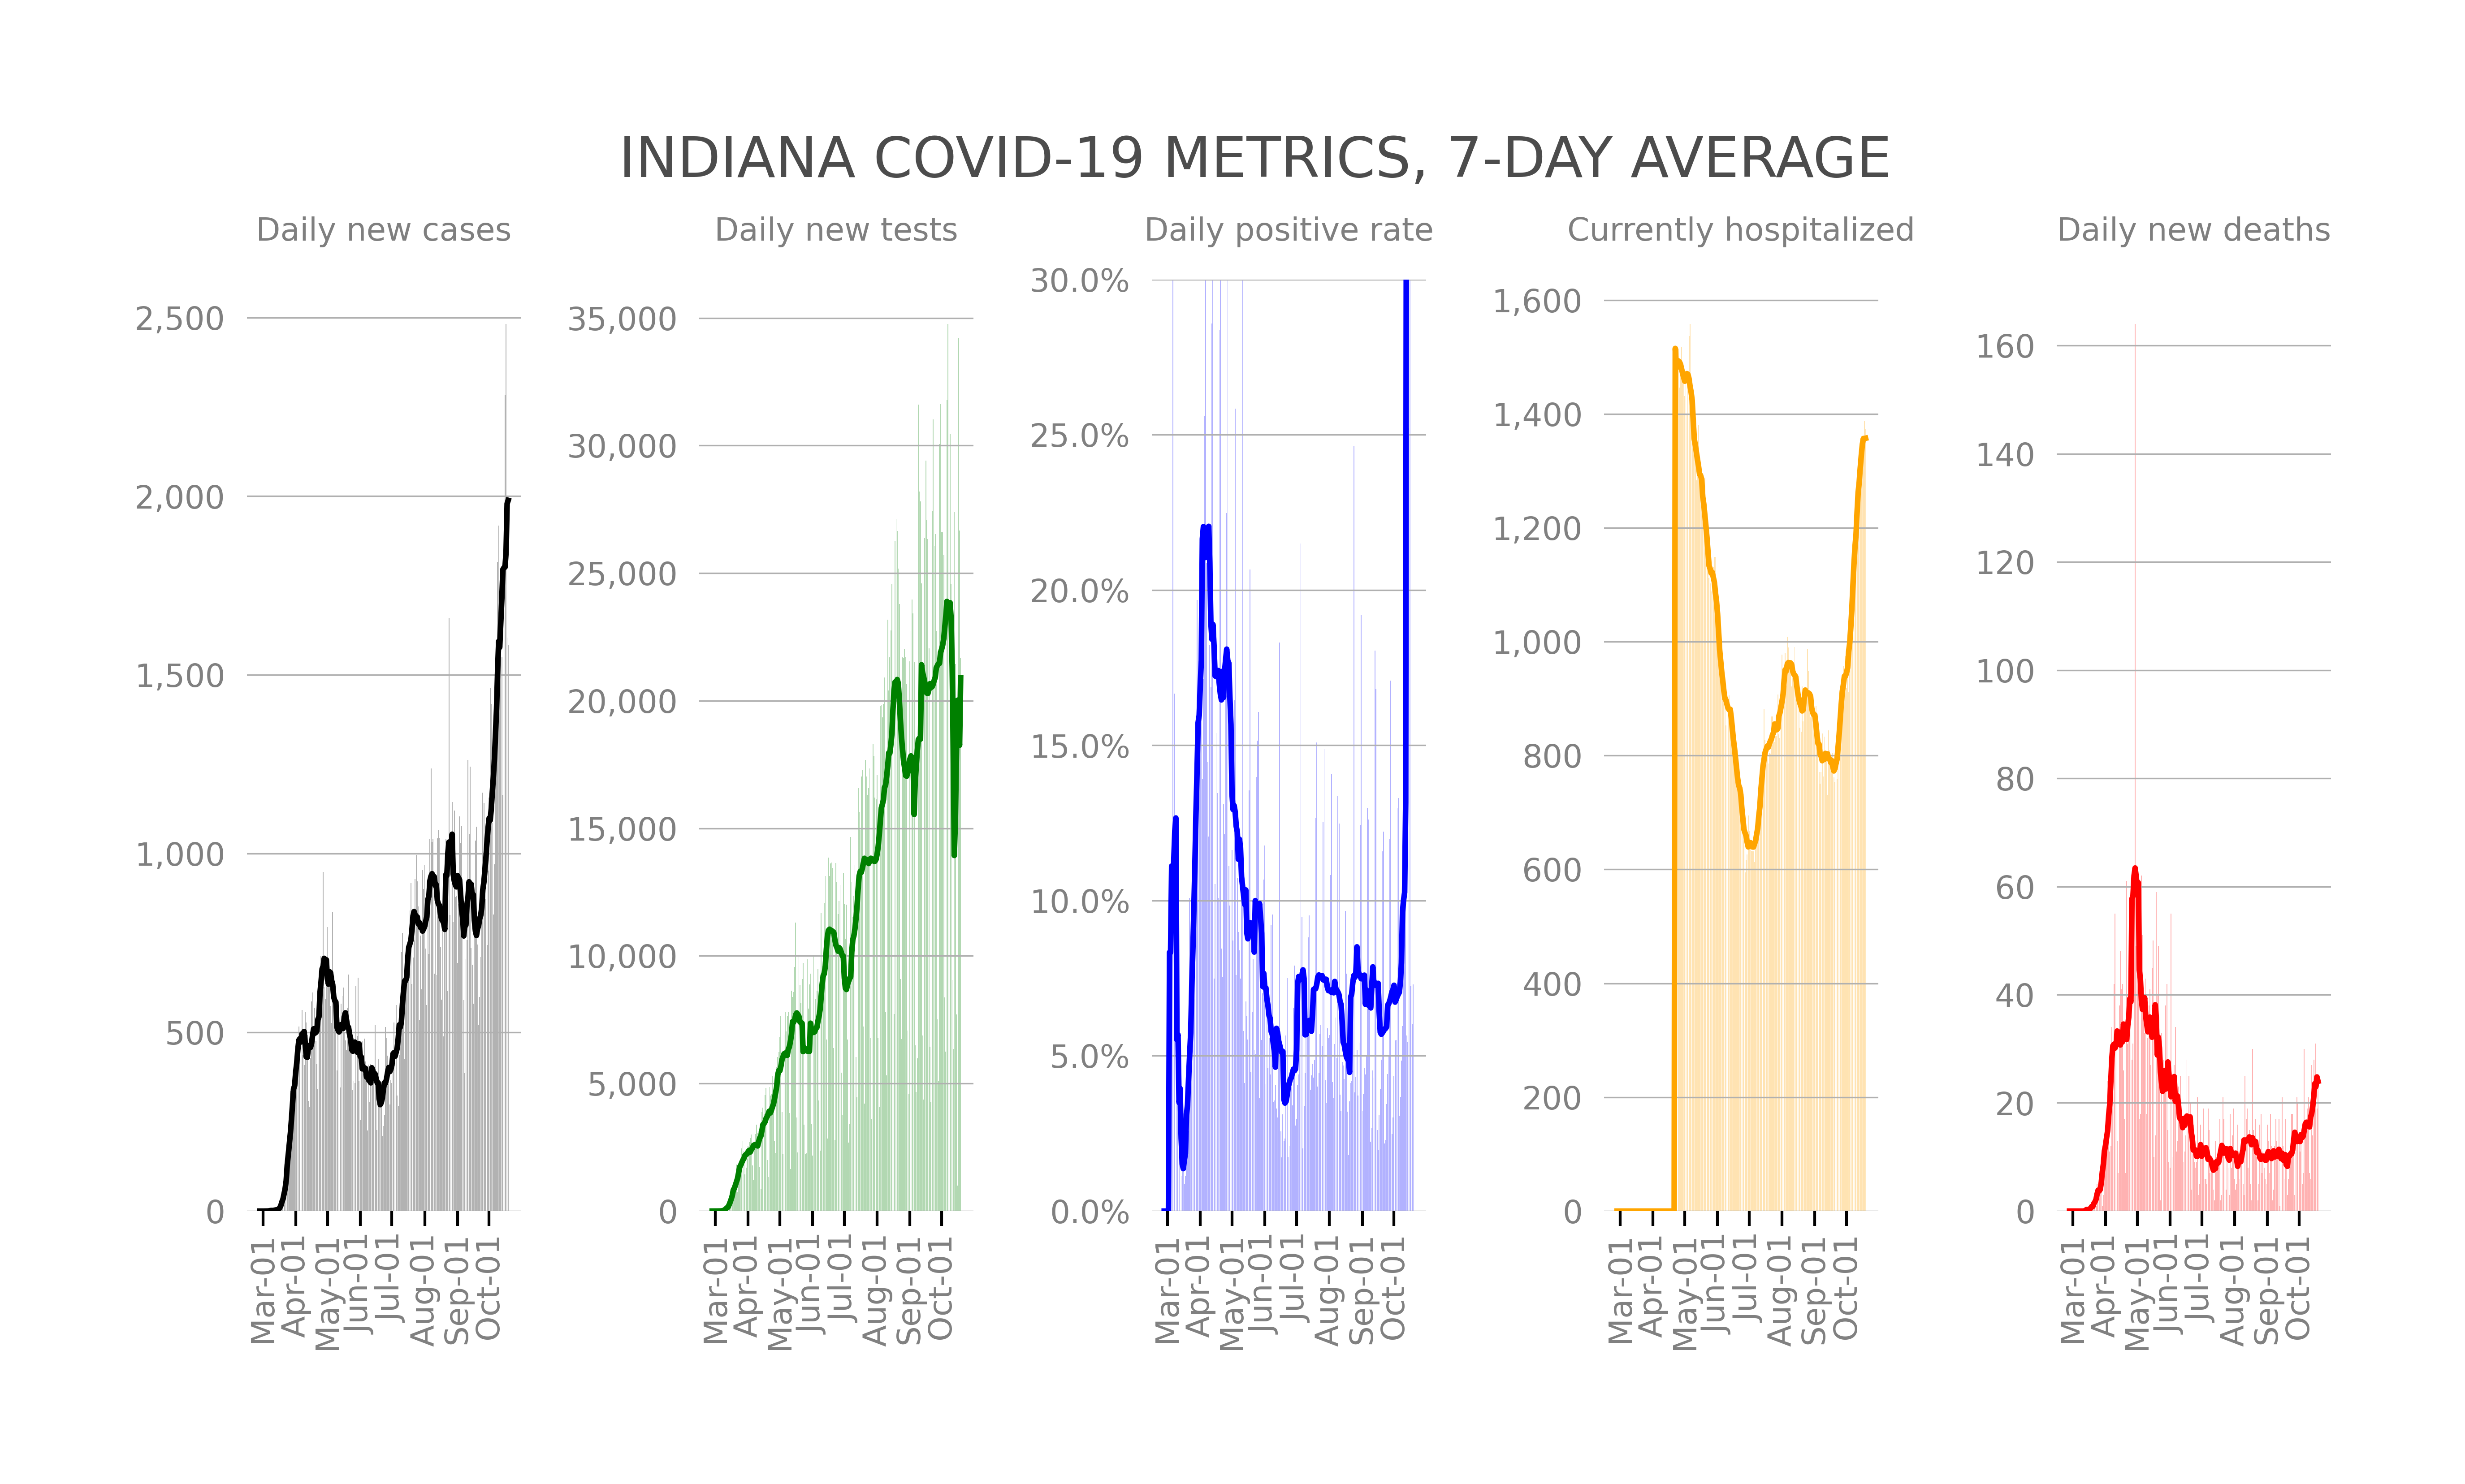 INDIANA COVID-19 METRICS, 7-DAY AVERAGE
Daily new cases
2,500
2,000
1,500
1,000
500
0
Mar-01
Apr-01
May-01
Jun-01
Jul-01
Aug-01
Sep-01
Oct-01
Daily new tests
35,000
30,000
25,000
20,000
15,000
10,000
5,000
0
Mar-01
Apr-01
May-01
Jun-01
Jul-01
Aug-01
Sep-01
Oct-01
Daily positive rate
30.0%
25.0%
20.0%
15.0%
10.0%
5.0%
0.0%
Mar-01
Apr-01
May-01
Jun-01
Jul-01
Aug-01
Sep-01
Oct-01
Currently hospitalized
1,600
1,400
1,200
1,000
800
600
400
200
0
Mar-01
Apr-01
May-01
Jun-01
Jul-01
Aug-01
Sep-01
Oct-01
Daily new deaths
160
140
120
100
80
60
40
20
0
Mar-01
Apr-01
May-01
Jun-01
Jul-01
Aug-01
Sep-01
Oct-01